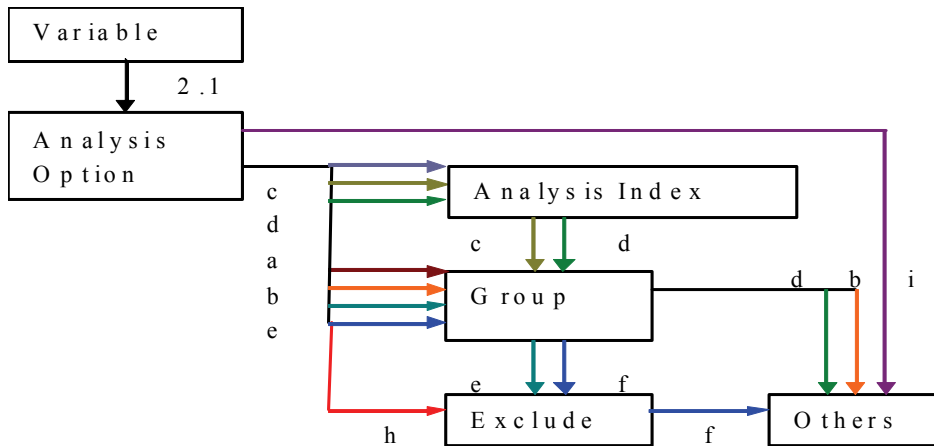 Variable
2.1
Analysis
Option
c
d
a
b
e
h
Analysis Index
c d
Group
d b i
e f
Exclude
f
Others